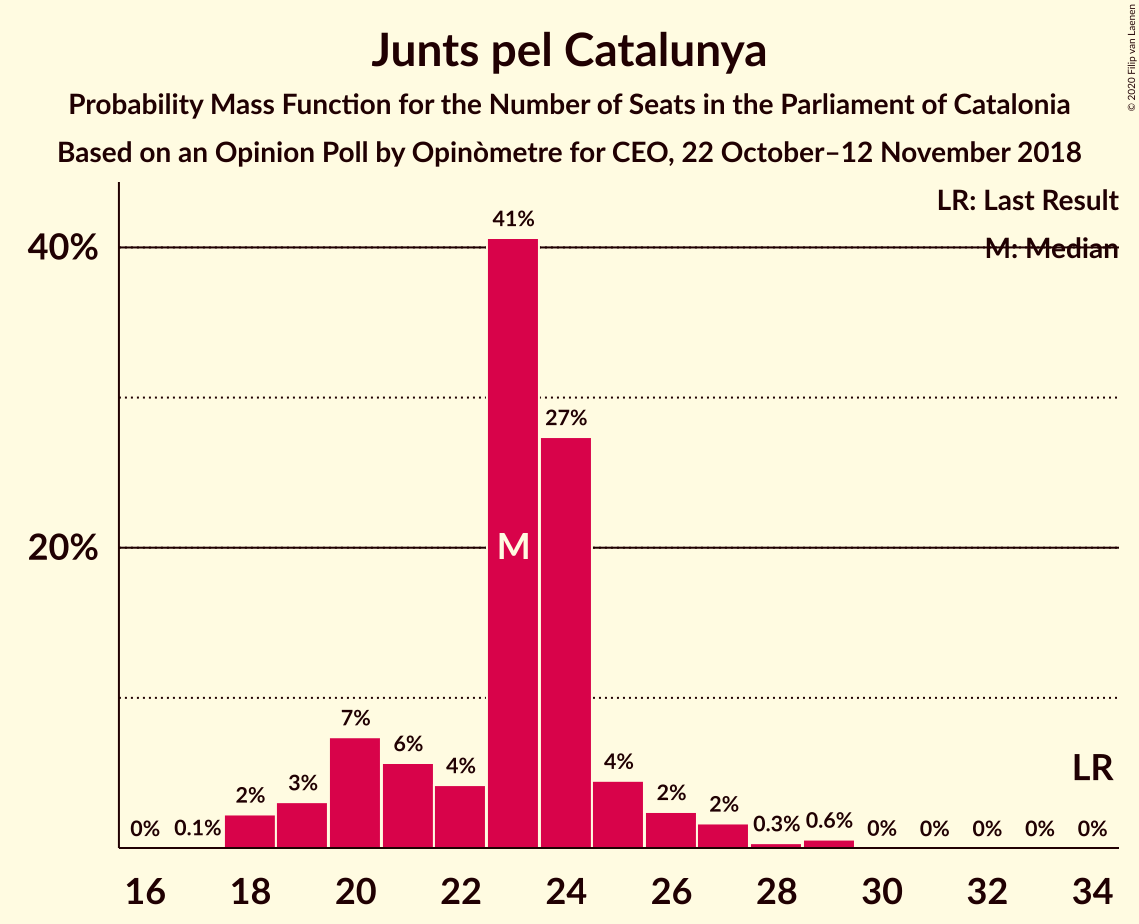 Junts pel Catalunya
Probability Mass Function for the Number of Seats in the Parliament of Catalonia
Based on an Opinion Poll by Opinòmetre for CEO, 22 October–12 November 2018
© 2020 Filip van Laenen
LR: Last Result
M: Median
40%
20%
0% 0.1% 2% 3% 7% 6% 4% 41% 27% 4% 2% 2% 0.3% 0.6% 0% 0% 0% 0% 0%
M
LR
16 18 20 22 24 26 28 30 32 34